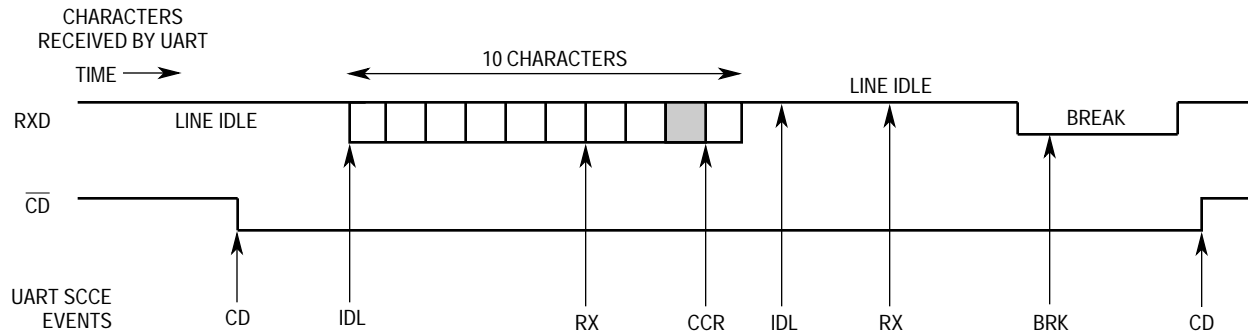 CHARACTERS
RECEIVED BY UART
TIME
10 CHARACTERS
RXD
LINE IDLE
LINE IDLE
BREAK
CD
UART SCCE
EVENTS
CD
IDL
RX
CCR
IDL
RX
BRK
CD